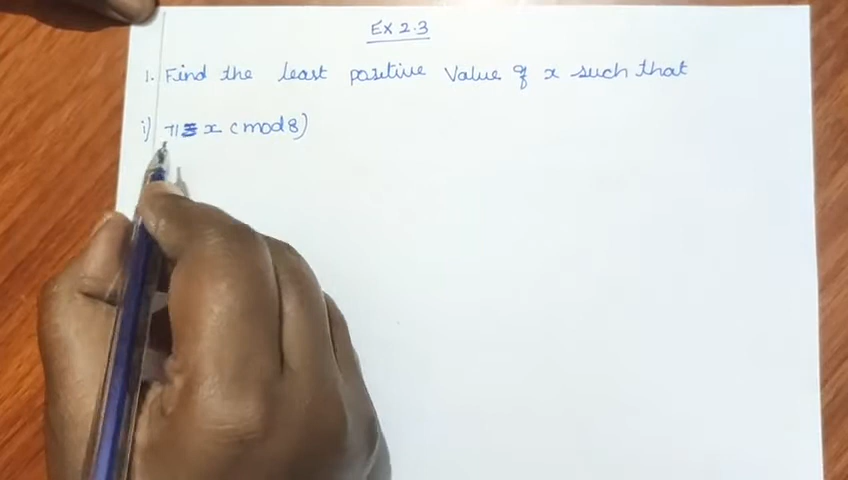 Ex 2.3
1. Find the least positive Value of x such that
i) 71 ≡ x (mod 8)